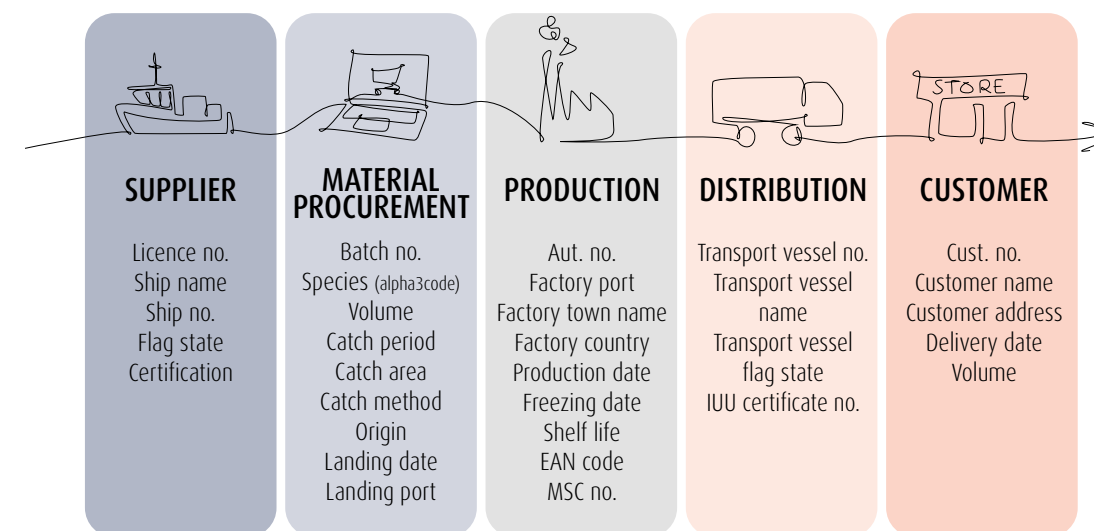 STORE
SUPPLIER
Licence no.
Ship name
Ship no.
Flag state
Certification
MATERIAL
PROCUREMENT
Batch no.
Species (alpha3code)
Volume
Catch period
Catch area
Catch method
Origin
Landing date
Landing port
PRODUCTION
Aut. no.
Factory port
Factory town name
Factory country
Production date
Freezing date
Shelf life
EAN code
MSC no.
DISTRIBUTION
Transport vessel no.
Transport vessel
name
Transport vessel
flag state
IUU certificate no.
CUSTOMER
Cust. no.
Customer name
Customer address
Delivery date
Volume